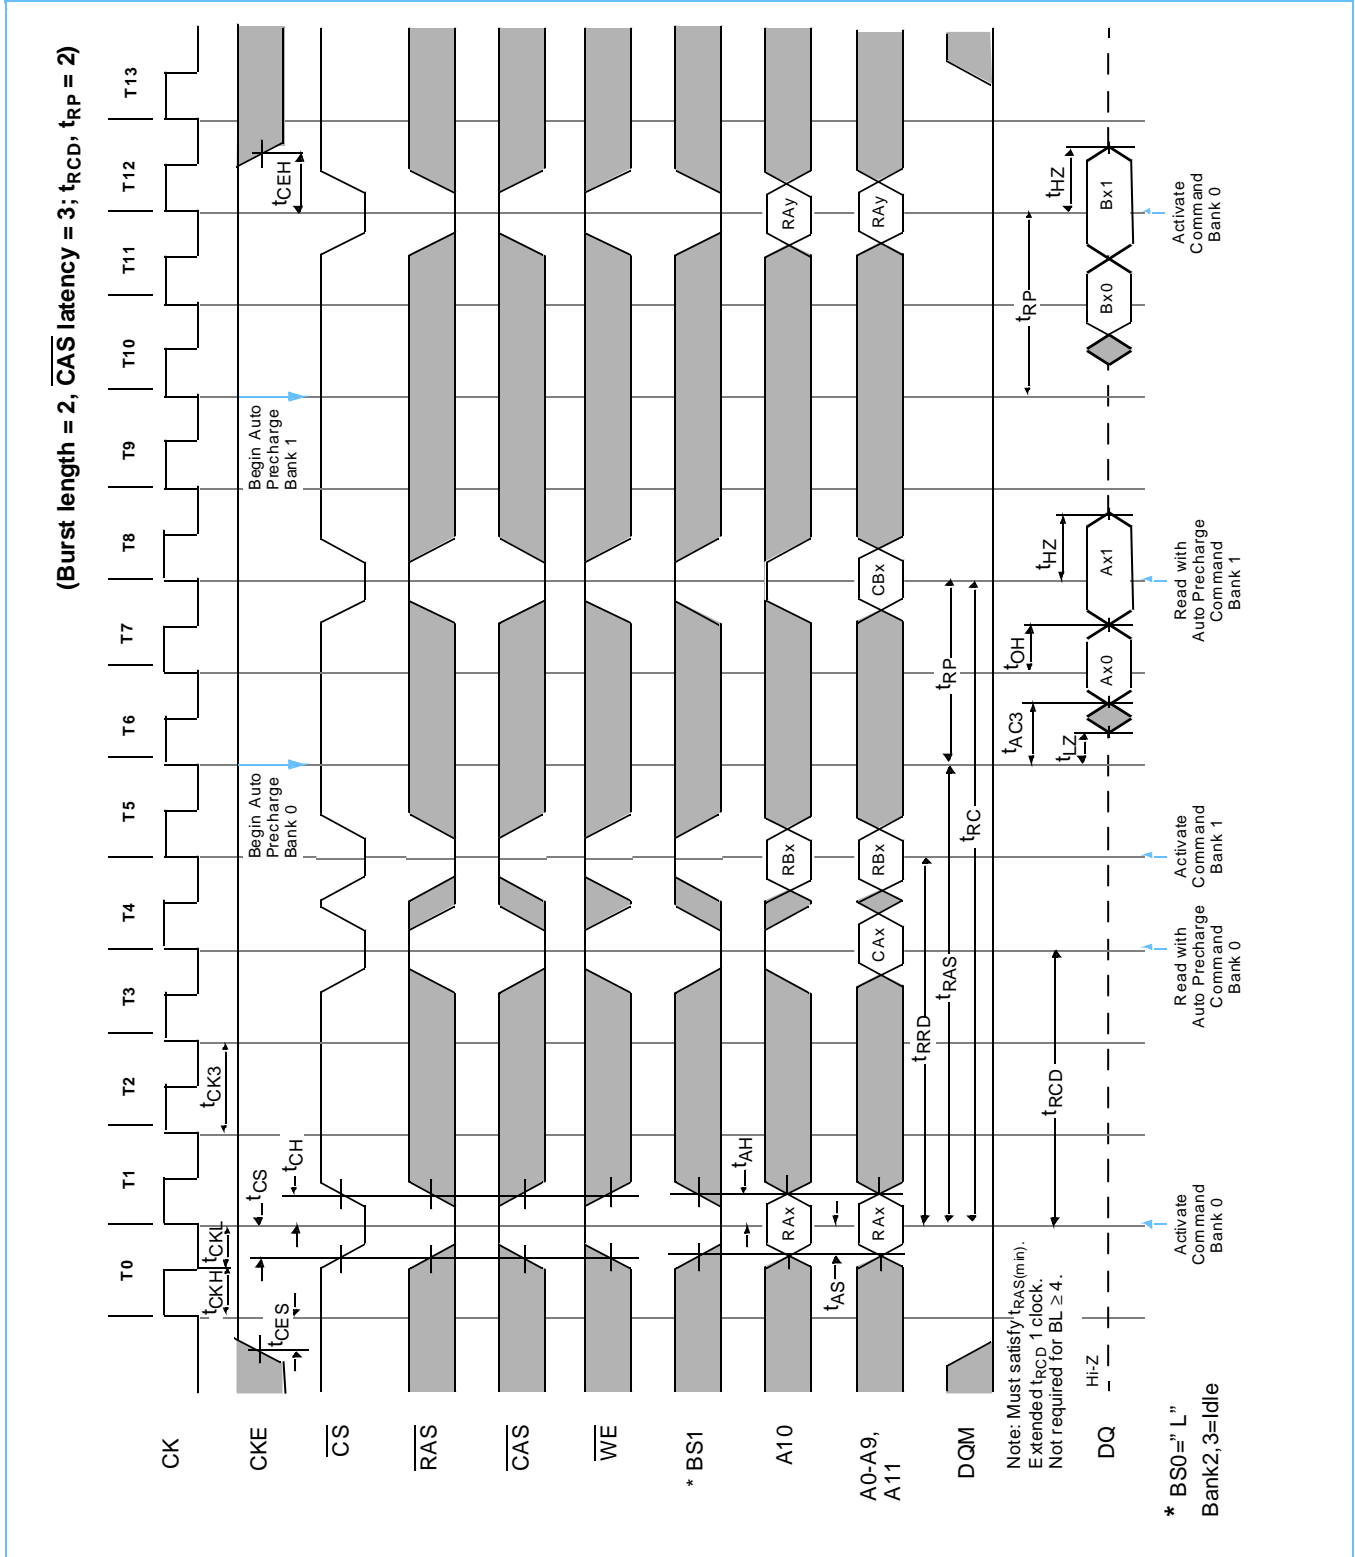 (Burst length = 2, CAS latency = 3; tRCD, tRP = 2)
T0 T1 T2 T3 T4 T5 T6 T7 T8 T9 T10 T11 T12 T13
CK
tCKH tCKL tCK3
CKE
tCES tCS tCH tCEH
Begin Auto
Precharge
Bank 0
Begin Auto
Precharge
Bank 1
CS
RAS
CAS
WE
* BS1
A10
RAx RBx RAy
tAH
A0-A9,
A11
RAx CAx RBx CBx RAy
tAS
tRRD
DQM
tRAS tRP
tRC
Note: Must satisfy tRAS(min).
Extended tRCD 1 clock.
Not required for BL ≥ 4.
tRCD
tAC3 tOH tRP
tLZ tHZ tHZ
DQ
Hi-Z
Ax0 Ax1 Bx0 Bx1
Activate
Command
Bank 0
Read with
Auto Precharge
Command
Bank 0
Activate
Command
Bank 1
Read with
Auto Precharge
Command
Bank 1
Activate
Command
Bank 0
* BS0=” L”
Bank2,3=Idle